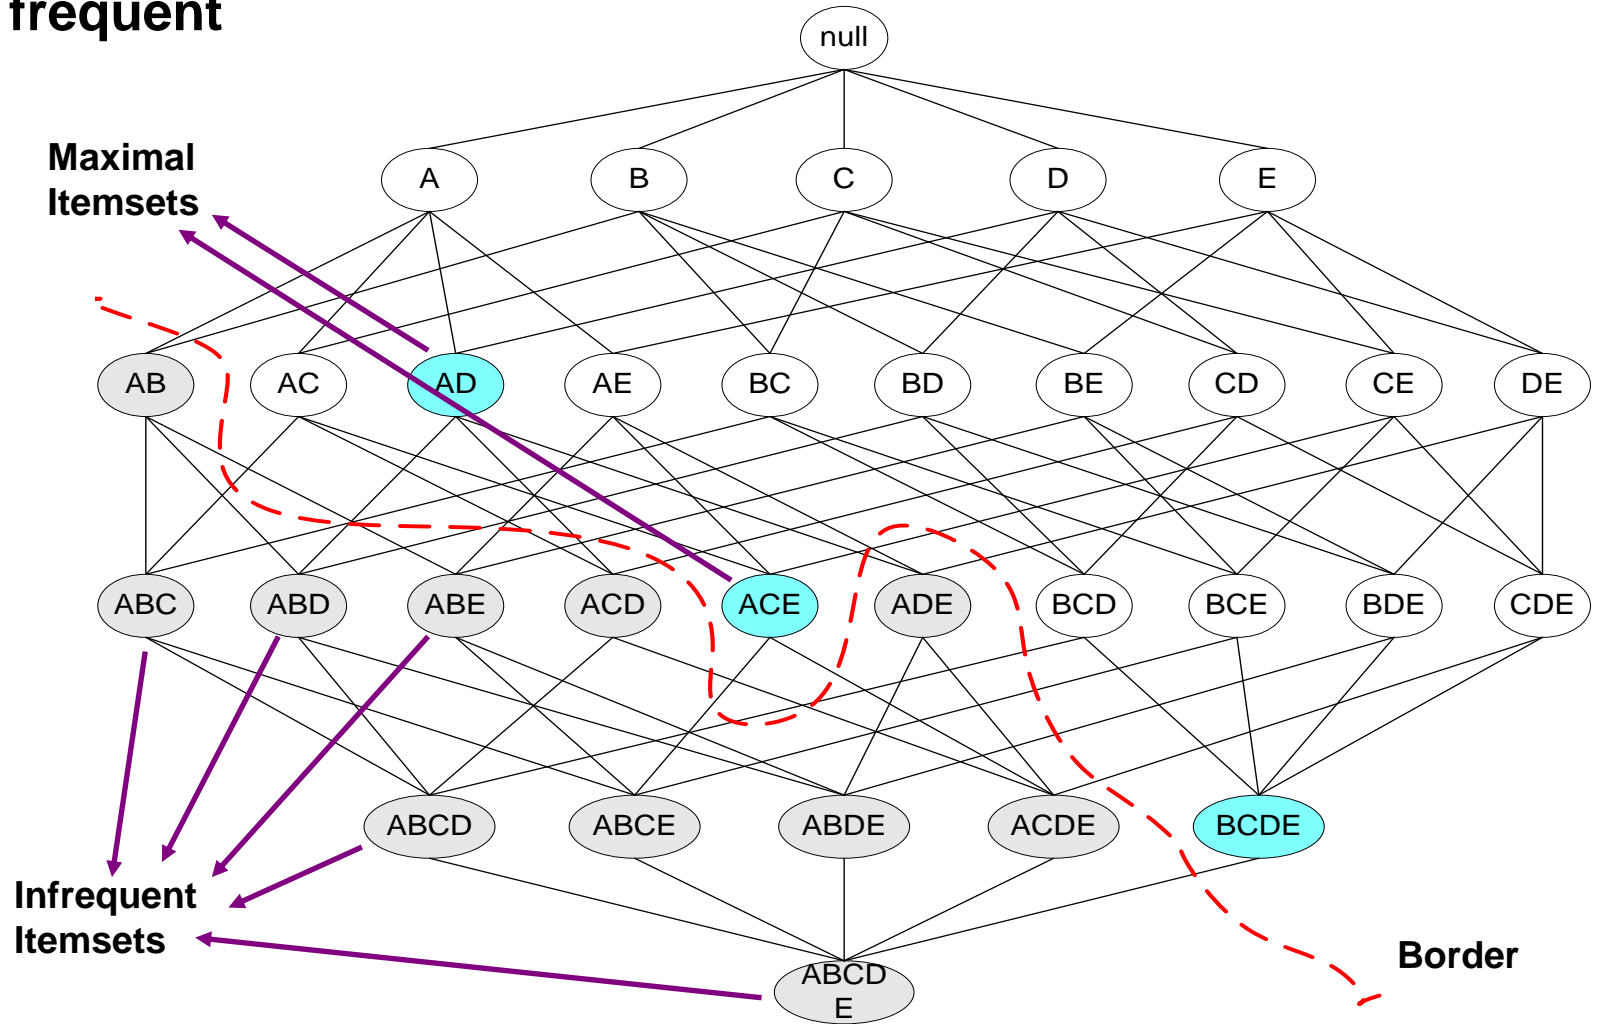 frequent
null
Maximal
Itemsets
A B C D E
AB AC AD AE BC BD BE CD CE DE
ABC ABD ABE ACD ACE ADE BCD BCE BDE CDE
ABCD ABCE ABDE ACDE BCDE
Infrequent
Itemsets
Border
ABCD
E